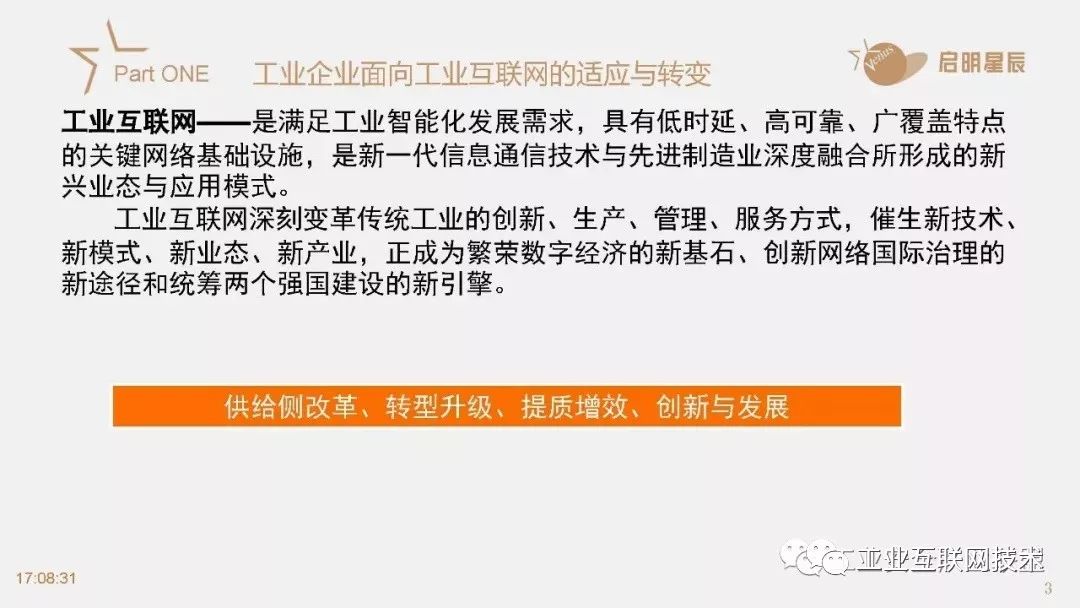 Part ONE
工业企业面向工业互联网的适应与转变
Venus
启明星辰
工业互联网——是满足工业智能化发展需求，具有低时延、高可靠、广覆盖特点
的关键网络基础设施，是新一代信息通信技术与先进制造业深度融合所形成的新
兴业态与应用模式。
工业互联网深刻变革传统工业的创新、生产、管理、服务方式，催生新技术、
新模式、新业态、新产业，正成为繁荣数字经济的新基石、创新网络国际治理的
新途径和统筹两个强国建设的新引擎。
供给侧改革、转型升级、提质增效、创新与发展
17:08:31
业互联网技
3